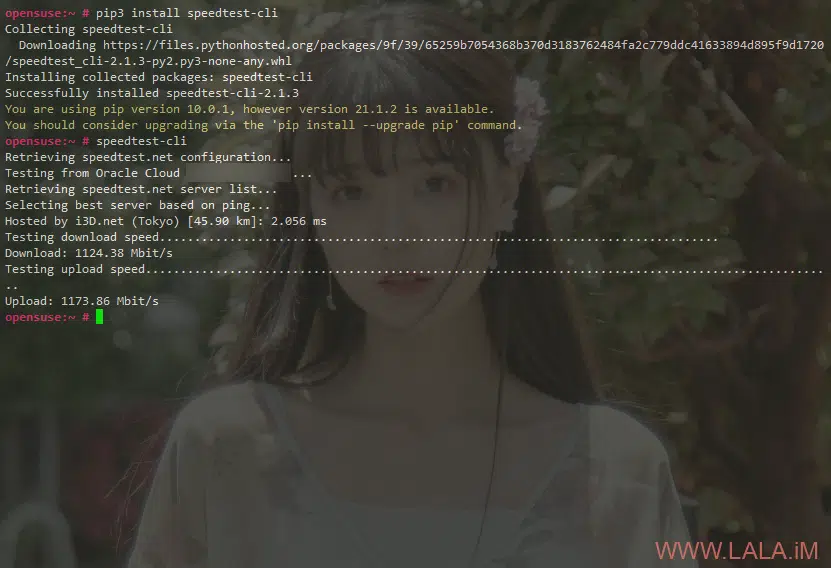 opensuse:~ # pip3 install speedtest-cli
Collecting speedtest-cli
  Downloading https://files.pythonhosted.org/packages/9f/39/65259b7054368b370d3183762484fa2c779ddc41633894d895f9d1720
/speedtest_cli-2.1.3-py2.py3-none-any.whl
Installing collected packages: speedtest-cli
Successfully installed speedtest-cli-2.1.3
You are using pip version 10.0.1, however version 21.1.2 is available.
You should consider upgrading via the 'pip install --upgrade pip' command.
opensuse:~ # speedtest-cli
Retrieving speedtest.net configuration...
Testing from Oracle Cloud ...
Retrieving speedtest.net server list...
Selecting best server based on ping...
Hosted by i3D.net (Tokyo) [45.90 km]: 2.056 ms
Testing download speed................................................................................
Download: 1124.38 Mbit/s
Testing upload speed.................................................................................................
..
Upload: 1173.86 Mbit/s
opensuse:~ #
WWW.LALA.iM